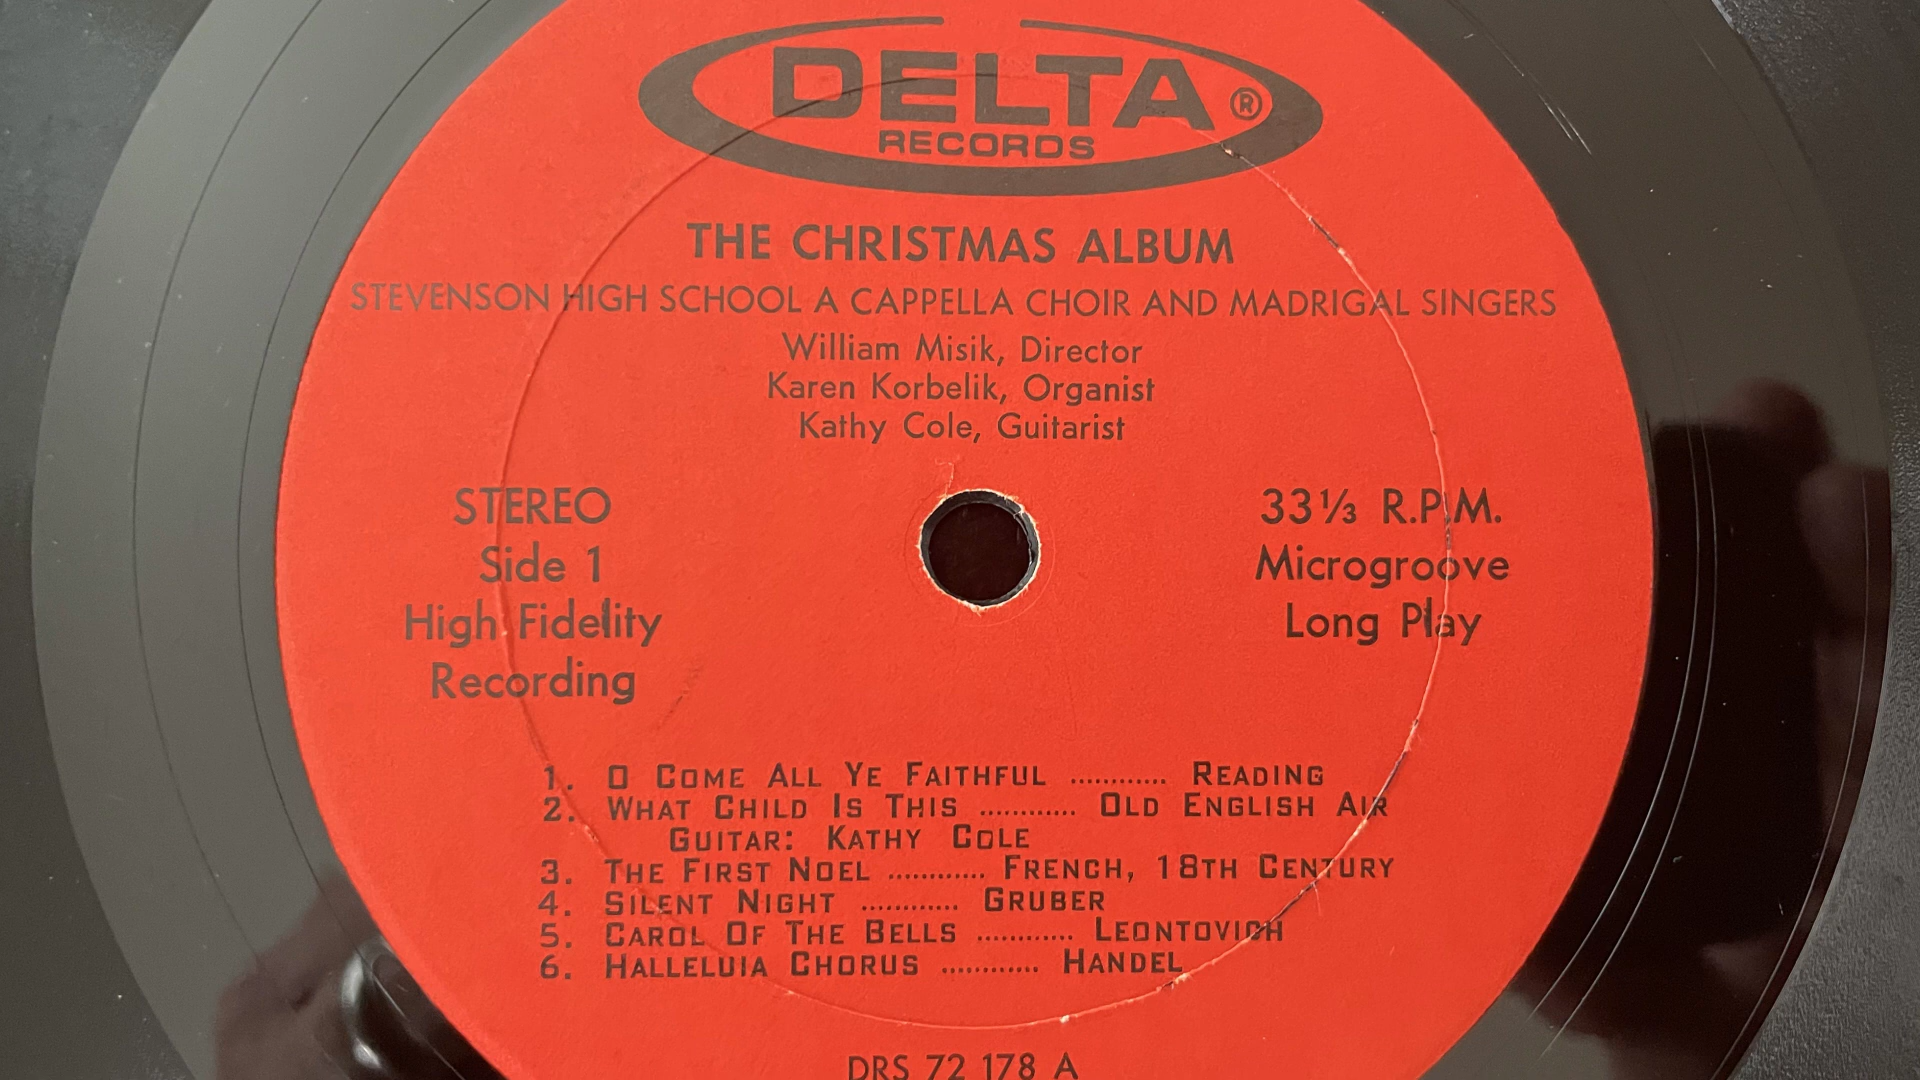 DELTA®
RECORDS
THE CHRISTMAS ALBUM
STEVENSON HIGH SCHOOL A CAPPELLA CHOIR AND MADRIGAL SINGERS
William Misik, Director
Karen Korbelik, Organist
Kathy Cole, Guitarist
STEREO
Side 1
High Fidelity
Recording
33⅓ R.P.M.
Microgroove
Long Play
1. O COME ALL YE FAITHFUL ............ READING
2. WHAT CHILD IS THIS ............ OLD ENGLISH AIR
GUITAR: KATHY COLE
3. THE FIRST NOEL ............ FRENCH, 18TH CENTURY
4. SILENT NIGHT ............ GRUBER
5. CAROL OF THE BELLS ............ LEONTOVICH
6. HALLELUIA CHORUS ............ HANDEL
DRS 72 178 A